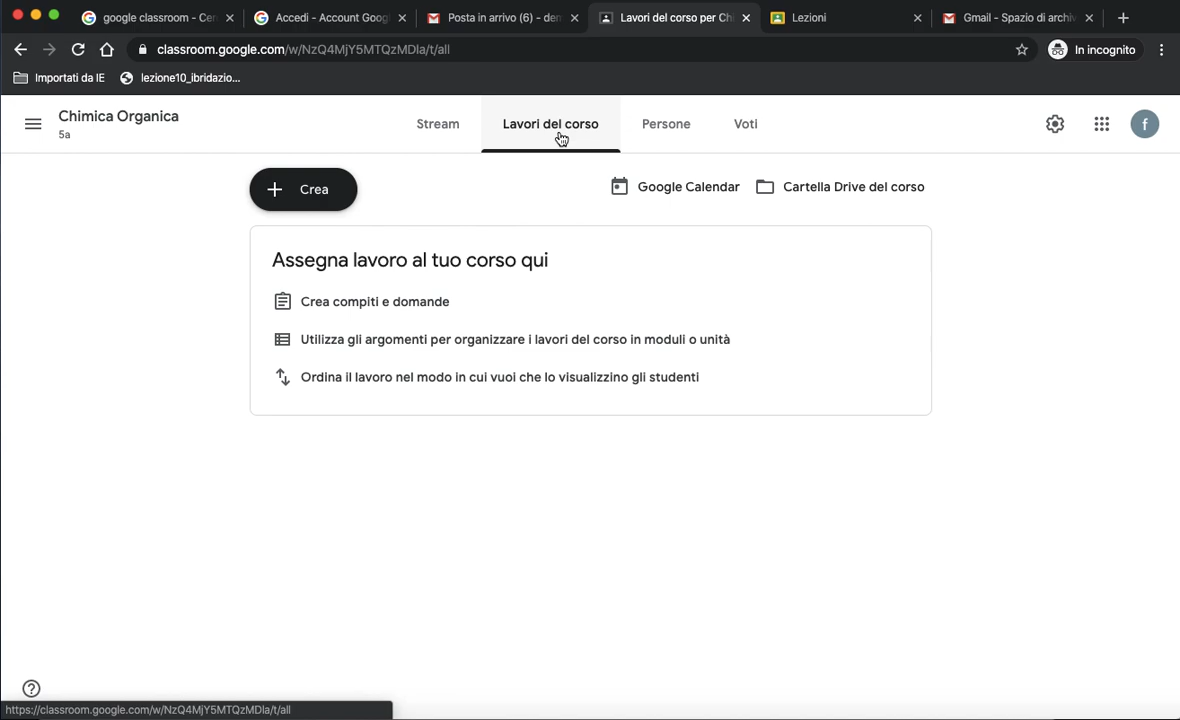 google classroom - Cen
Accedi - Account Goog
Posta in arrivo (6) - den
Lavori del corso per Chi
Lezioni
Gmail - Spazio di archiv
classroom.google.com/w/NzQ4MjY5MTQzMDla/t/all
In incognito
Importati da IE
lezione10_ibridazio...
Chimica Organica
5a
Stream
Lavori del corso
Persone
Voti
f
Crea
Google Calendar
Cartella Drive del corso
Assegna lavoro al tuo corso qui
Crea compiti e domande
Utilizza gli argomenti per organizzare i lavori del corso in moduli o unità
Ordina il lavoro nel modo in cui vuoi che lo visualizzino gli studenti
https://classroom.google.com/w/NzQ4MjY5MTQzMDla/t/all